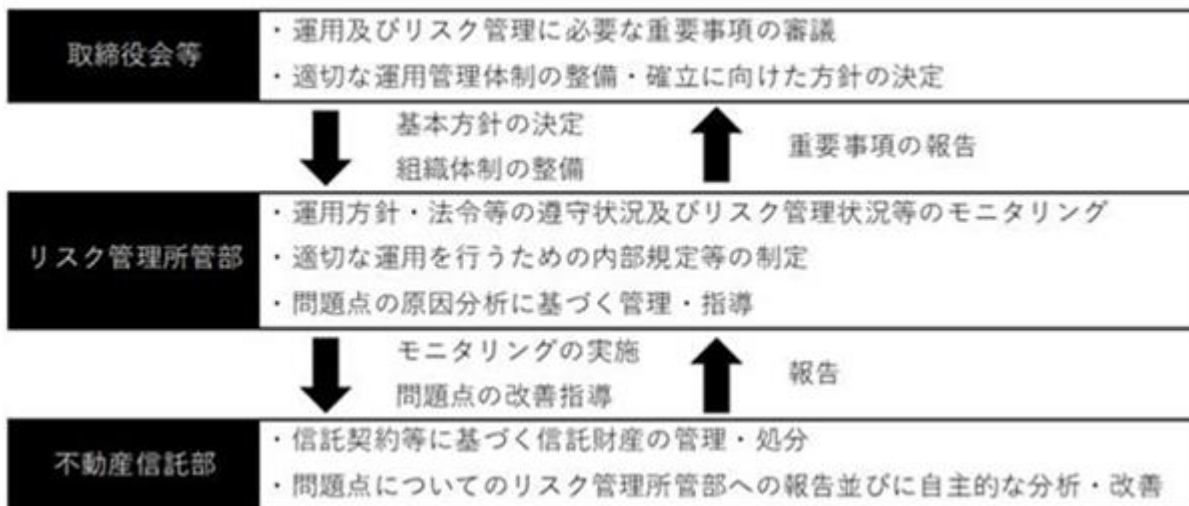 取締役会等
・運用及びリスク管理に必要な重要事項の審議
・適切な運用管理体制の整備・確立に向けた方針の決定
基本方針の決定
組織体制の整備
重要事項の報告
リスク管理所管部
・運用方針・法令等の遵守状況及びリスク管理状況等のモニタリング
・適切な運用を行うための内部規定等の制定
・問題点の原因分析に基づく管理・指導
モニタリングの実施
問題点の改善指導
報告
不動産信託部
・信託契約等に基づく信託財産の管理・処分
・問題点についてのリスク管理所管部への報告並びに自主的な分析・改善